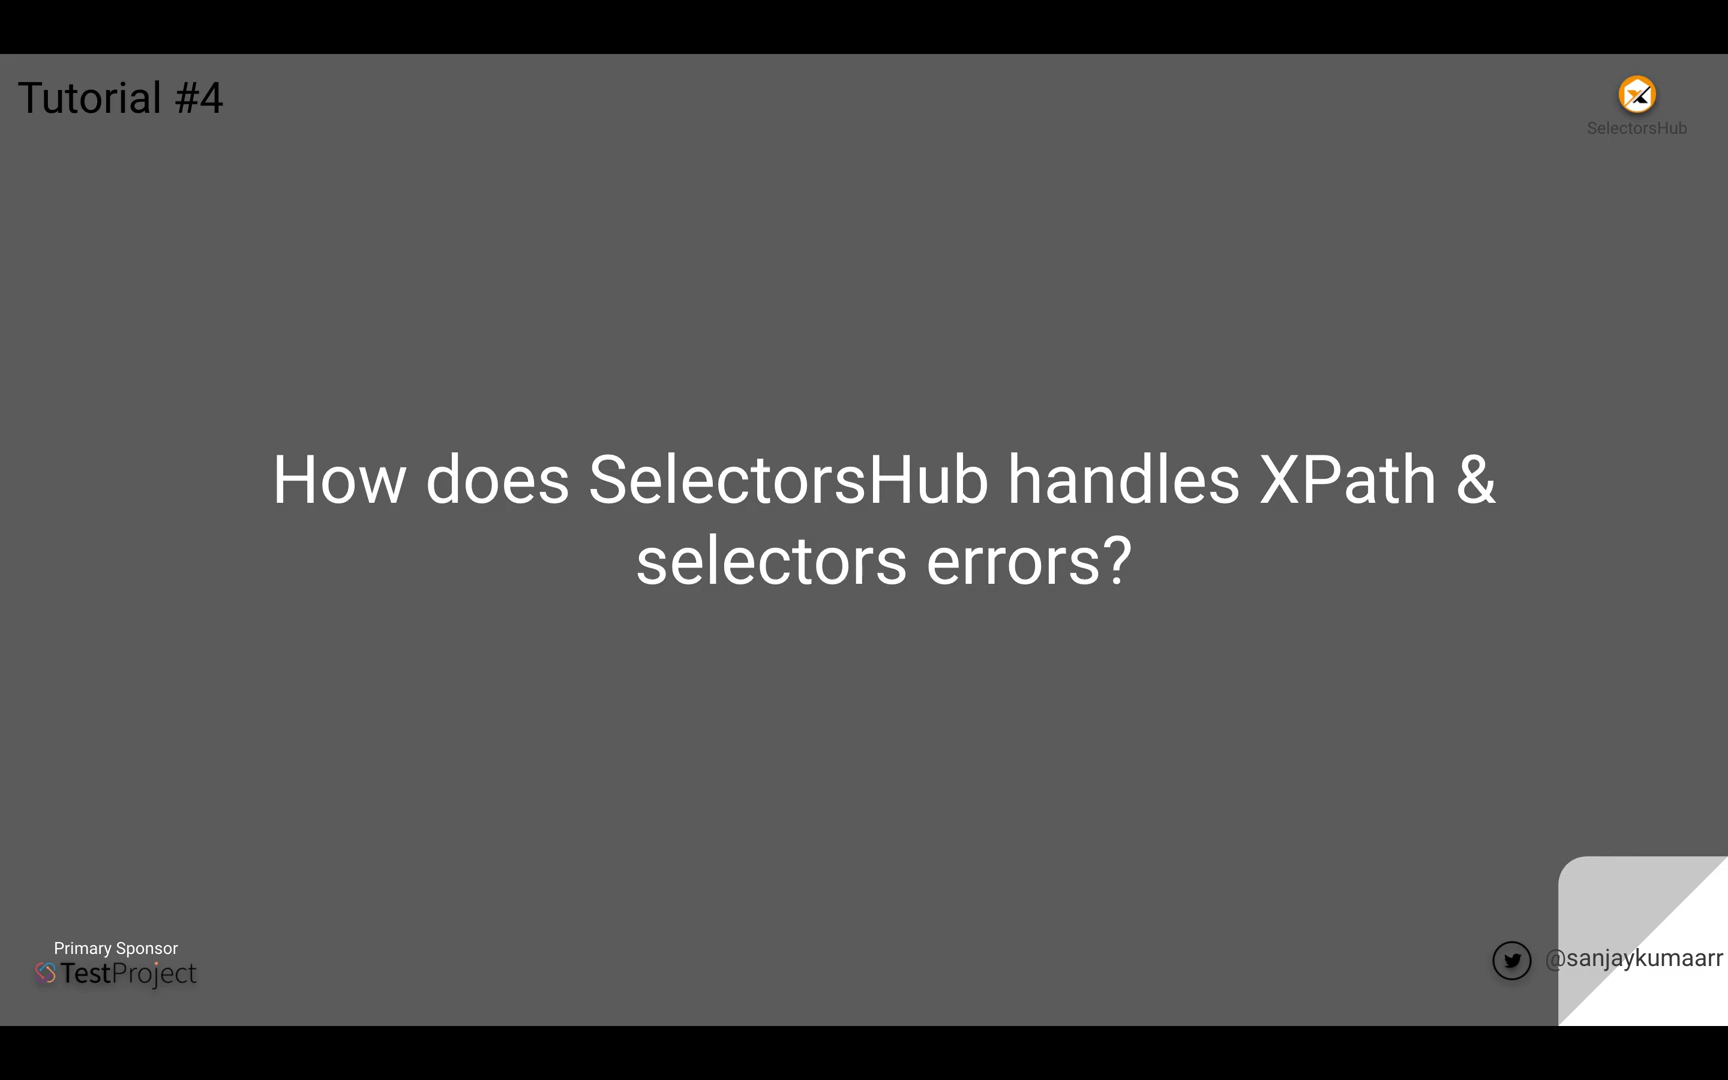 Tutorial #4
SelectorsHub
How does SelectorsHub handles XPath &
selectors errors?
Primary Sponsor
TestProject
@sanjaykumaarr